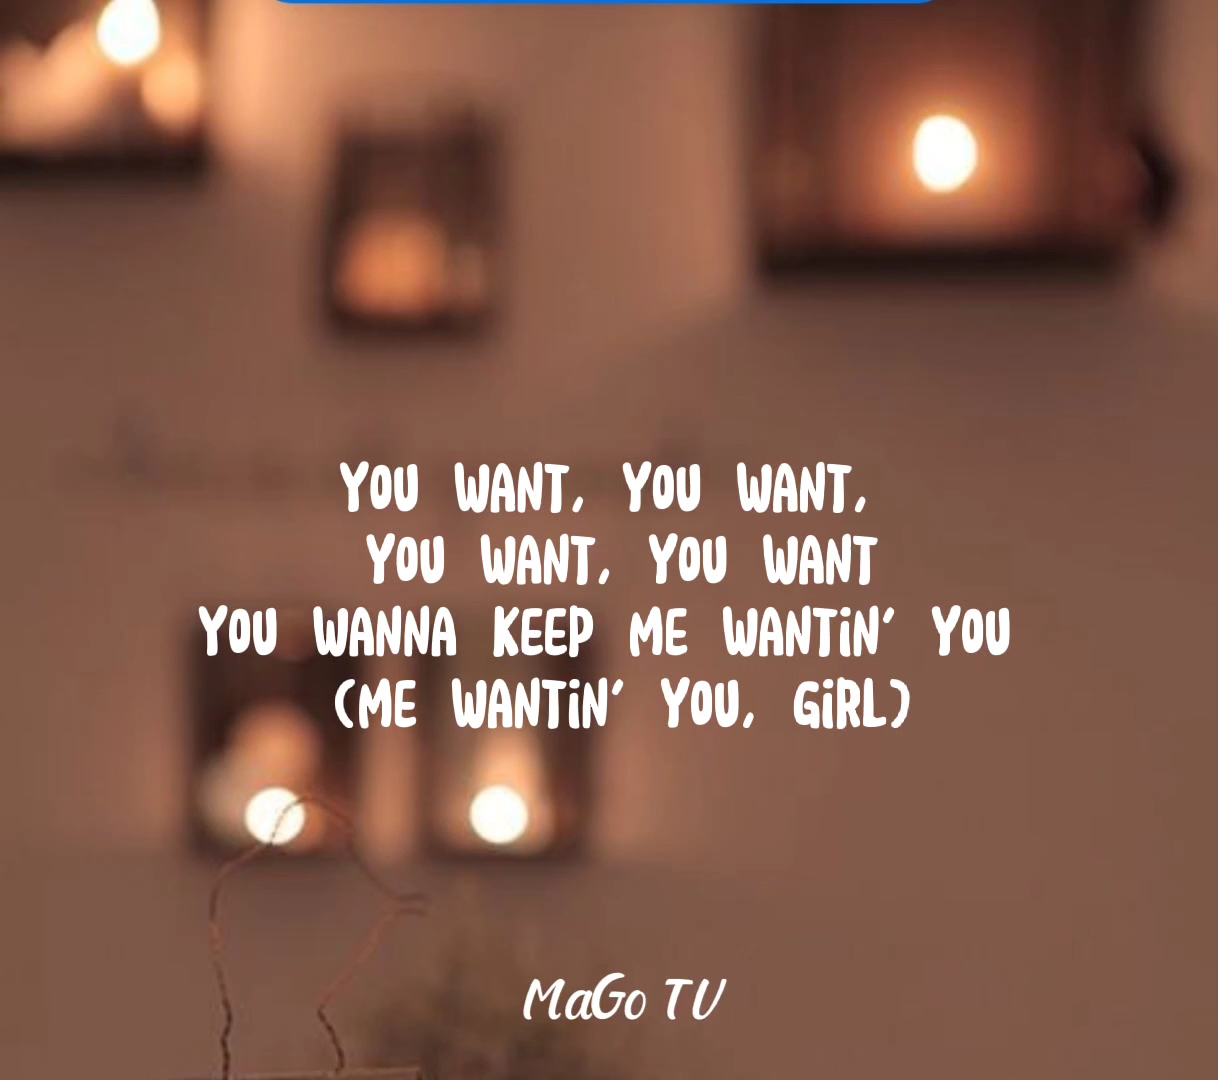 YOU WANT, YOU WANT,
YOU WANT, YOU WANT
YOU WANNA KEEP ME WANTIN' YOU
(ME WANTIN' YOU, GIRL)
MaGo TV